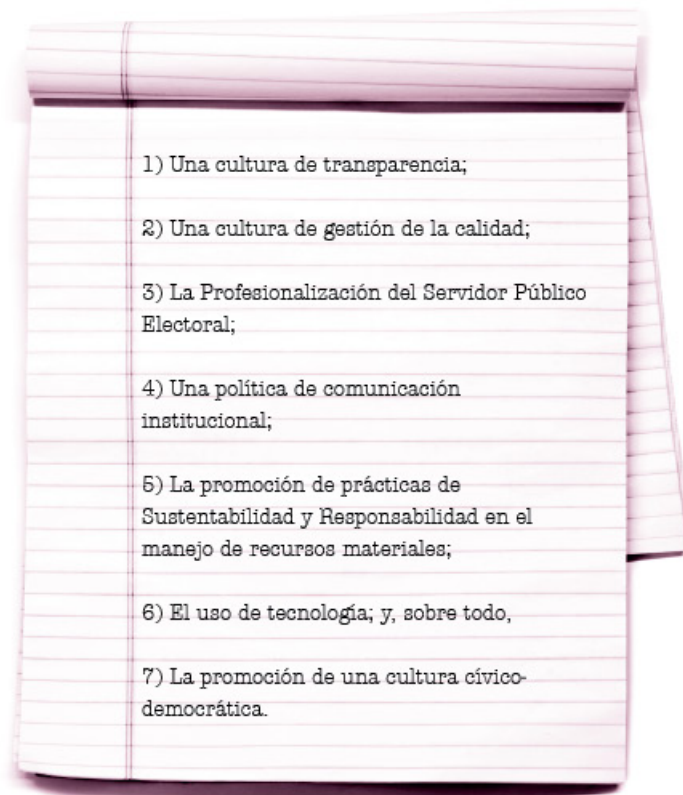 1) Una cultura de transparencia;
2) Una cultura de gestión de la calidad;
3) La Profesionalización del Servidor Público
Electoral;
4) Una política de comunicación
institucional;
5) La promoción de prácticas de
Sustentabilidad y Responsabilidad en el
manejo de recursos materiales;
6) El uso de tecnología; y, sobre todo,
7) La promoción de una cultura cívico-
democrática.